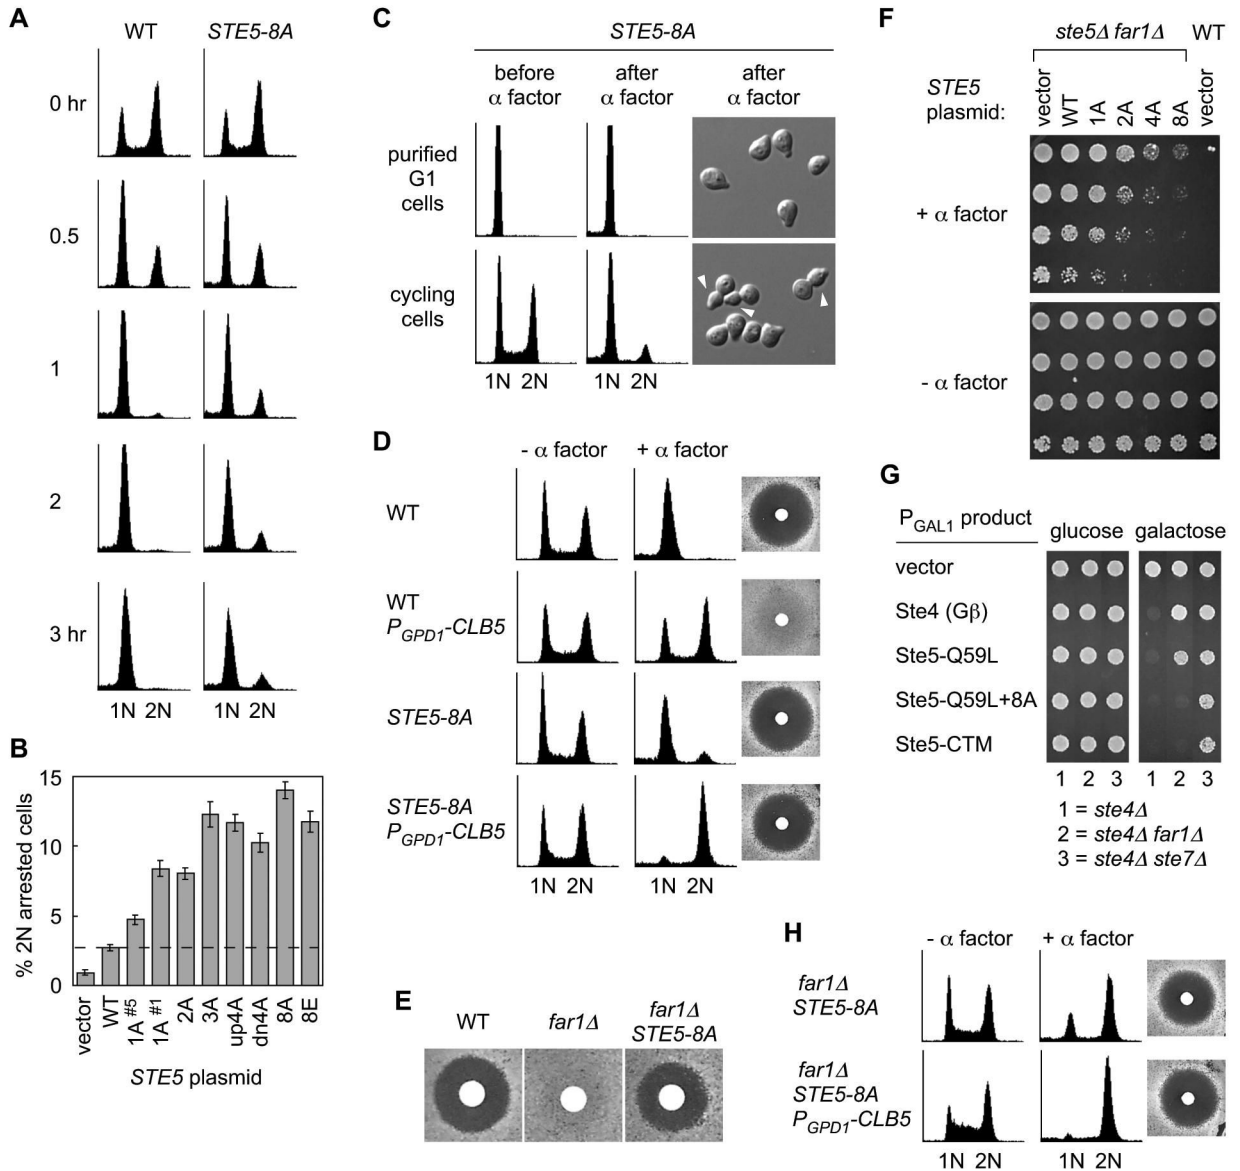 A
WT STE5-8A
0 hr
0.5
1
2
3 hr
1N 2N 1N 2N
B
% 2N arrested cells
15
10
5
0
vector
WT
1A #5
1A #1
2A
3A
up4A
dn4A
8A
8E
STE5 plasmid
C
STE5-8A
before α factor
after α factor
after α factor
purified
G1
cells
cycling
cells
1N 2N 1N 2N
D
- α factor + α factor
WT
WT
PGPD1-CLB5
STE5-8A
STE5-8A
PGPD1-CLB5
1N 2N 1N 2N
E
WT
far1Δ
far1Δ
STE5-8A
F
ste5Δ far1Δ WT
STE5
plasmid:
vector
WT
1A
2A
4A
8A
vector
+ α factor
- α factor
G
PGAL1 product
glucose galactose
vector
Ste4 (Gβ)
Ste5-Q59L
Ste5-Q59L+8A
Ste5-CTM
1 2 3 1 2 3
1 = ste4Δ
2 = ste4Δ far1Δ
3 = ste4Δ ste7Δ
H
- α factor + α factor
far1Δ
STE5-8A
far1Δ
STE5-8A
PGPD1-CLB5
1N 2N 1N 2N